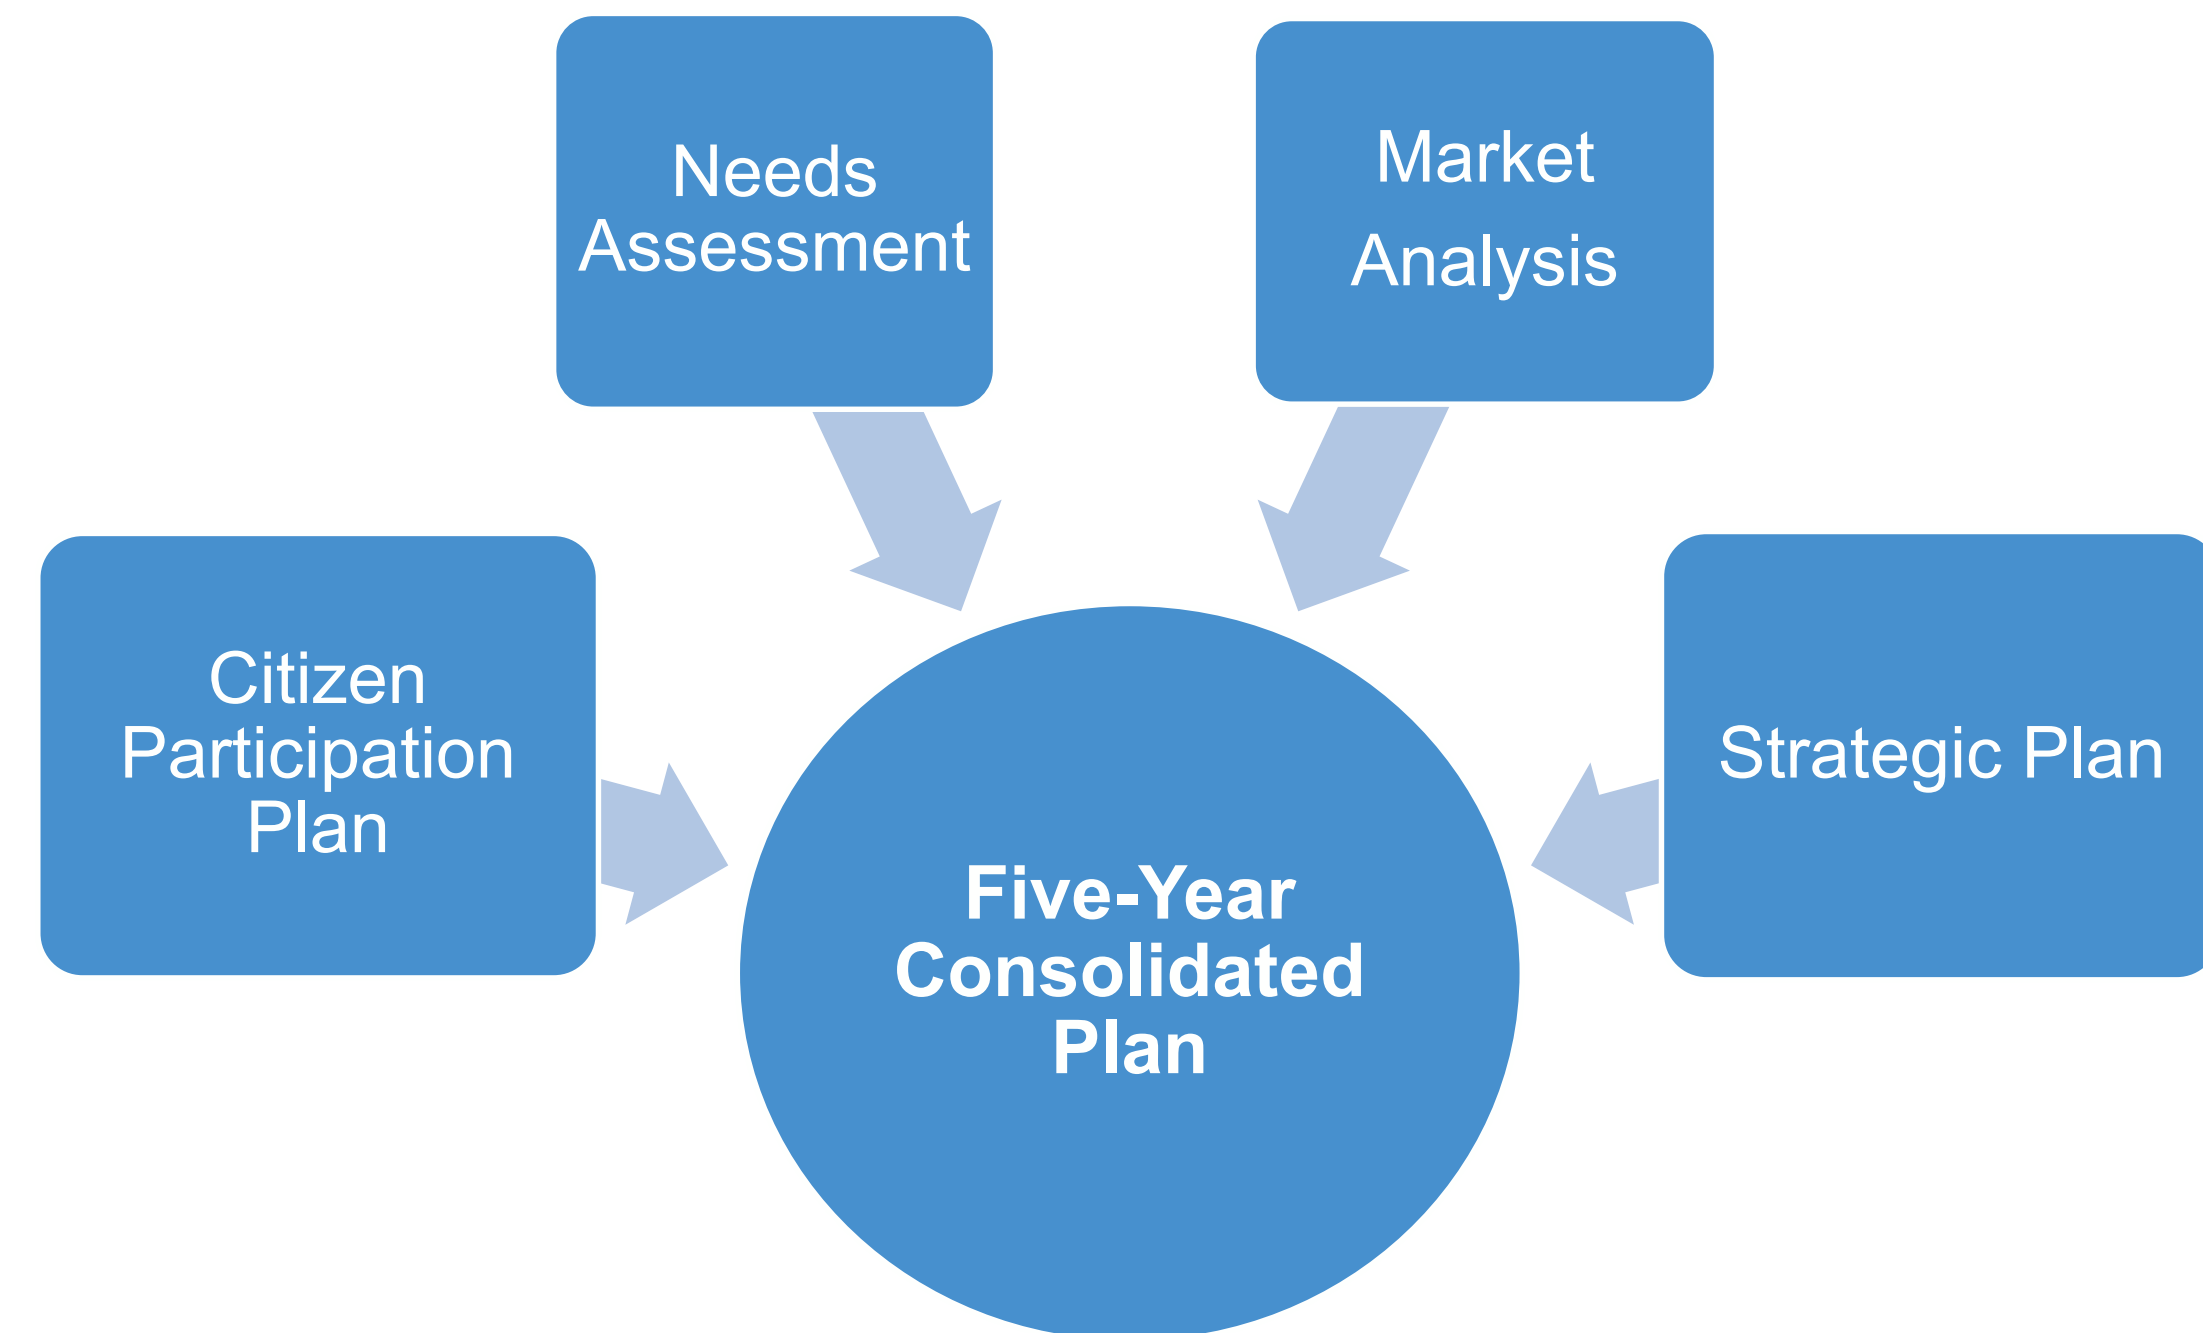 Needs
Assessment
Market
Analysis
Citizen
Participation
Plan
Strategic Plan
Five-Year
Consolidated
Plan